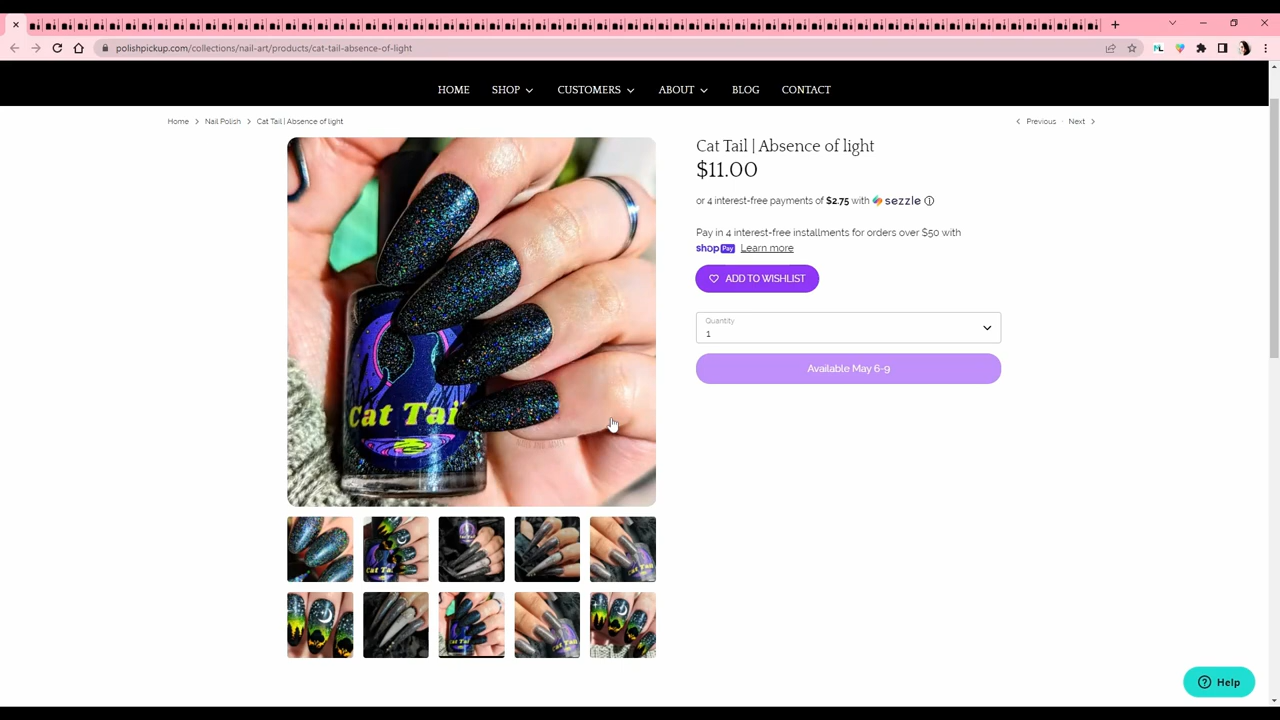 polishpickup.com/collections/nail-art/products/cat-tail-absence-of-light
HOME SHOP CUSTOMERS ABOUT BLOG CONTACT
Home > Nail Polish > Cat Tail | Absence of light
< Previous Next >
Cat Tail | Absence of light
$11.00
or 4 interest-free payments of $2.75 with sezzle
Pay in 4 interest-free installments for orders over $50 with
shop Pay Learn more
ADD TO WISHLIST
Quantity
1
Available May 6-9
Cat Tail
Help